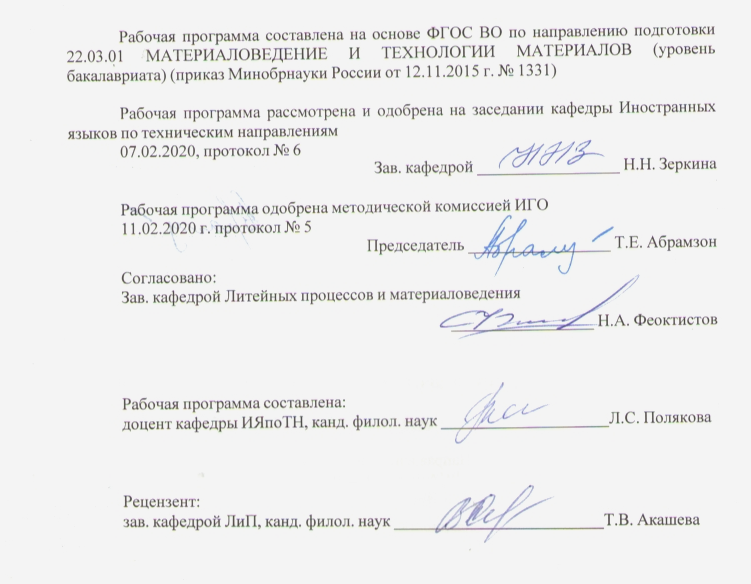 Рабочая программа составлена на основе ФГОС ВО по направлению подготовки
22.03.01 МАТЕРИАЛОВЕДЕНИЕ И ТЕХНОЛОГИИ МАТЕРИАЛОВ (уровень
бакалавриата) (приказ Минобрнауки России от 12.11.2015 г. № 1331)
Рабочая программа рассмотрена и одобрена на заседании кафедры Иностранных
языков по техническим направлениям
07.02.2020, протокол № 6
Зав. кафедрой Н.Н. Зеркина
Рабочая программа одобрена методической комиссией ИГО
11.02.2020 г. протокол № 5
Председатель Т.Е. Абрамзон
Согласовано:
Зав. кафедрой Литейных процессов и материаловедения
Н.А. Феоктистов
Рабочая программа составлена:
доцент кафедры ИЯпоТН, канд. филол. наук Л.С. Полякова
Рецензент:
зав. кафедрой ЛиП, канд. филол. наук Т.В. Акашева